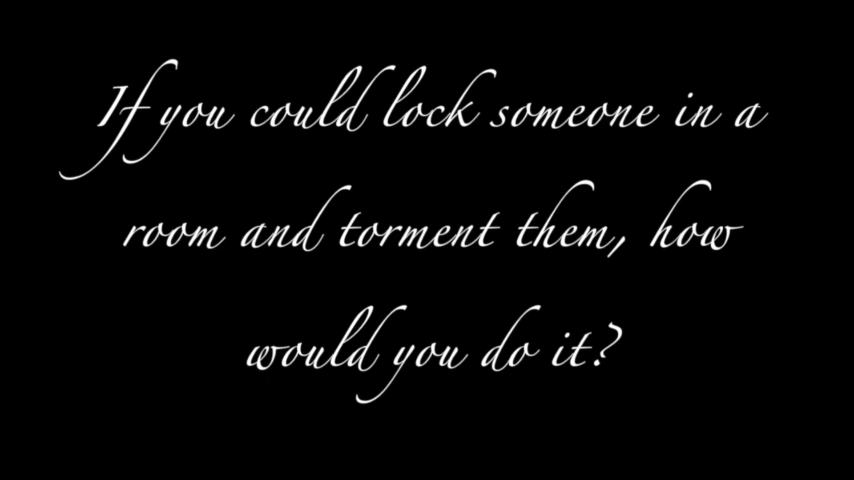 If you could lock someone in a
room and torment them, how
would you do it?